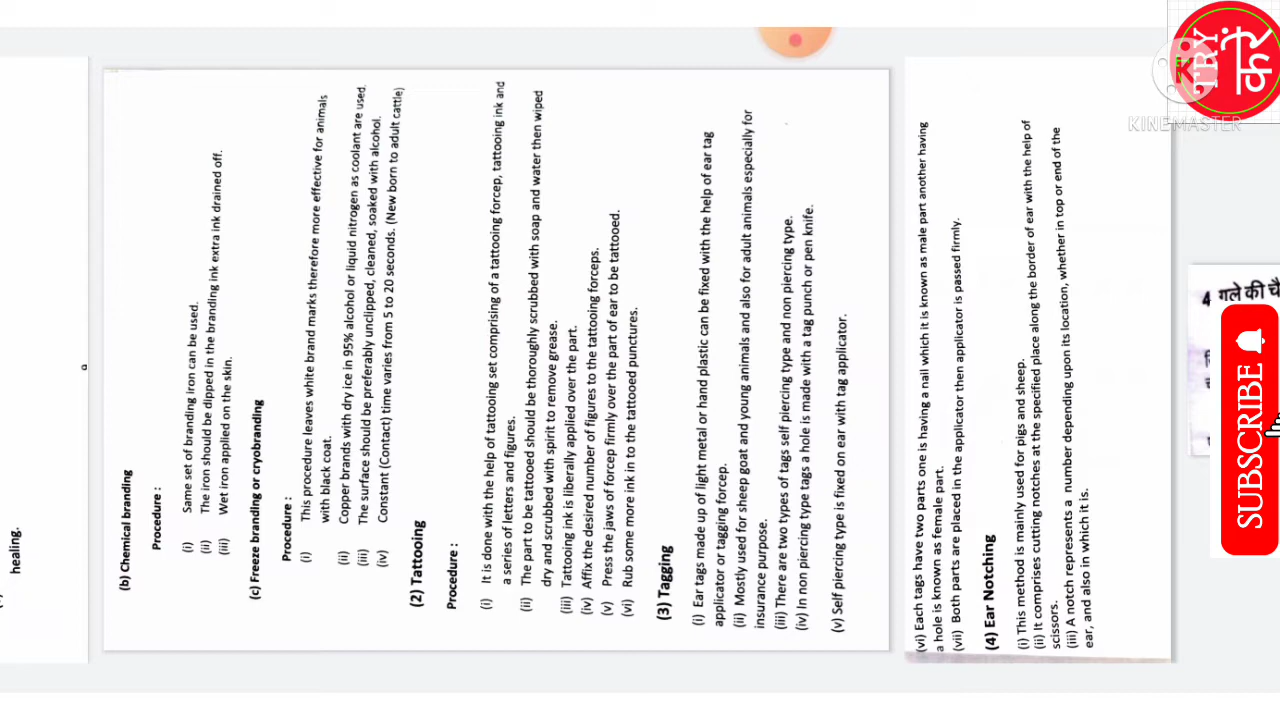 healing.
(b) Chemical branding
Procedure :
(i) Same set of branding iron can be used.
(ii) The iron should be dipped in the branding ink extra ink drained off.
(iii) Wet iron applied on the skin.
(c) Freeze branding or cryobranding
Procedure :
(i) This procedure leaves white brand marks therefore more effective for animals
with black coat.
(ii) Copper brands with dry ice in 95% alcohol or liquid nitrogen as coolant are used.
(iii) The surface should be preferably unclipped, cleaned, soaked with alcohol.
(iv) Constant (Contact) time varies from 5 to 20 seconds. (New born to adult cattle)
(2) Tattooing
Procedure :
(i) It is done with the help of tattooing set comprising of a tattooing forcep, tattooing ink and
a series of letters and figures.
(ii) The part to be tattooed should be thoroughly scrubbed with soap and water then wiped
dry and scrubbed with spirit to remove grease.
(iii) Tattooing ink is liberally applied over the part.
(iv) Affix the desired number of figures to the tattooing forceps.
(v) Press the jaws of forcep firmly over the part of ear to be tattooed.
(vi) Rub some more ink in to the tattooed punctures.
(3) Tagging
(i) Ear tags made up of light metal or hand plastic can be fixed with the help of ear tag
applicator or tagging forcep.
(ii) Mostly used for sheep goat and young animals and also for adult animals especially for
insurance purpose.
(iii) There are two types of tags self piercing type and non piercing type.
(iv) In non piercing type tags a hole is made with a tag punch or pen knife.
(v) Self piercing type is fixed on ear with tag applicator.
(vi) Each tags have two parts one is having a nail which it is known as male part another having
a hole is known as female part.
(vii) Both parts are placed in the applicator then applicator is passed firmly.
(4) Ear Notching
(i) This method is mainly used for pigs and sheep.
(ii) It comprises cutting notches at the specified place along the border of ear with the help of
scissors.
(iii) A notch represents a number depending upon its location, whether in top or end of the
ear, and also in which it is.
TRY
करें
KINEMASTER
4 गले की चै
SUBSCRIBE